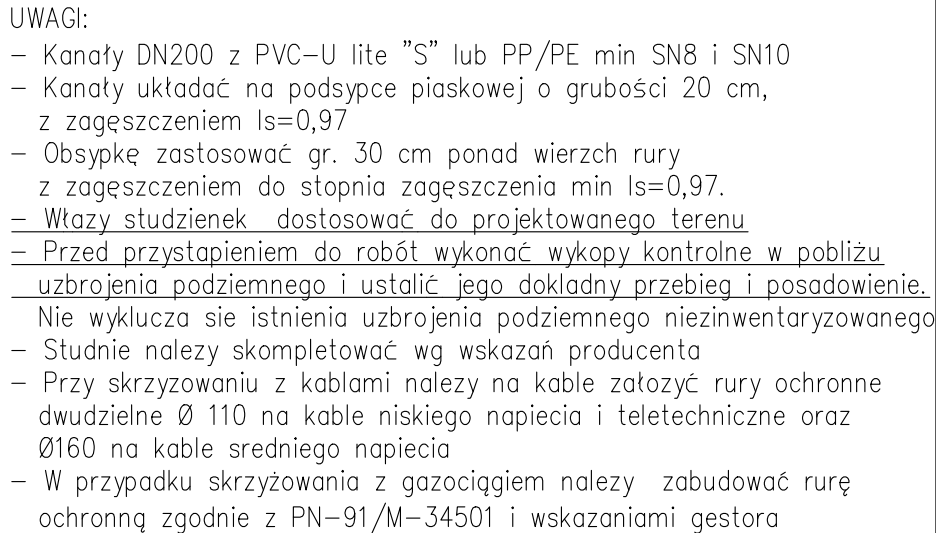 UWAGI:
– Kanały DN200 z PVC–U lite "S" lub PP/PE min SN8 i SN10
– Kanały układać na podsypce piaskowej o grubości 20 cm,
z zagęszczeniem Is=0,97
– Obsypkę zastosować gr. 30 cm ponad wierzch rury
z zagęszczeniem do stopnia zagęszczenia min Is=0,97.
– Włazy studzienek dostosować do projektowanego terenu
– Przed przystapieniem do robót wykonać wykopy kontrolne w pobliżu
uzbrojenia podziemnego i ustalić jego dokladny przebieg i posadowienie.
Nie wyklucza sie istnienia uzbrojenia podziemnego niezinwentaryzowanego
– Studnie nalezy skompletować wg wskazań producenta
– Przy skrzyzowaniu z kablami nalezy na kable załozyć rury ochronne
dwudzielne Ø 110 na kable niskiego napiecia i teletechniczne oraz
Ø160 na kable sredniego napiecia
– W przypadku skrzyżowania z gazociągiem nalezy zabudować rurę
ochronną zgodnie z PN–91/M–34501 i wskazaniami gestora